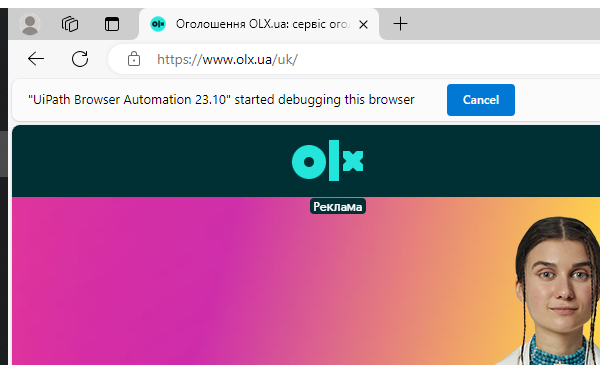 Оголошення OLX.ua: сервіс ого
https://www.olx.ua/uk/
"UiPath Browser Automation 23.10" started debugging this browser
Cancel
olx
Реклама